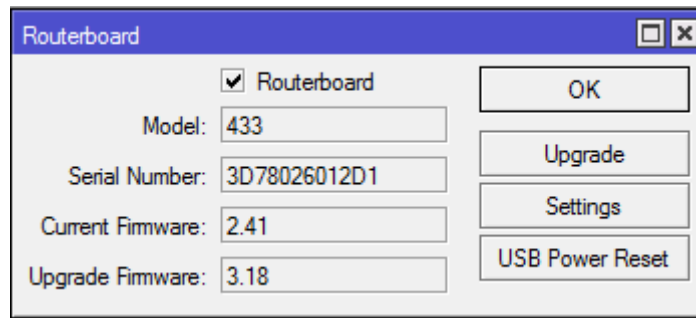 Routerboard
Routerboard
OK
Model: 433
Upgrade
Serial Number: 3D78026012D1
Settings
Current Firmware: 2.41
USB Power Reset
Upgrade Firmware: 3.18